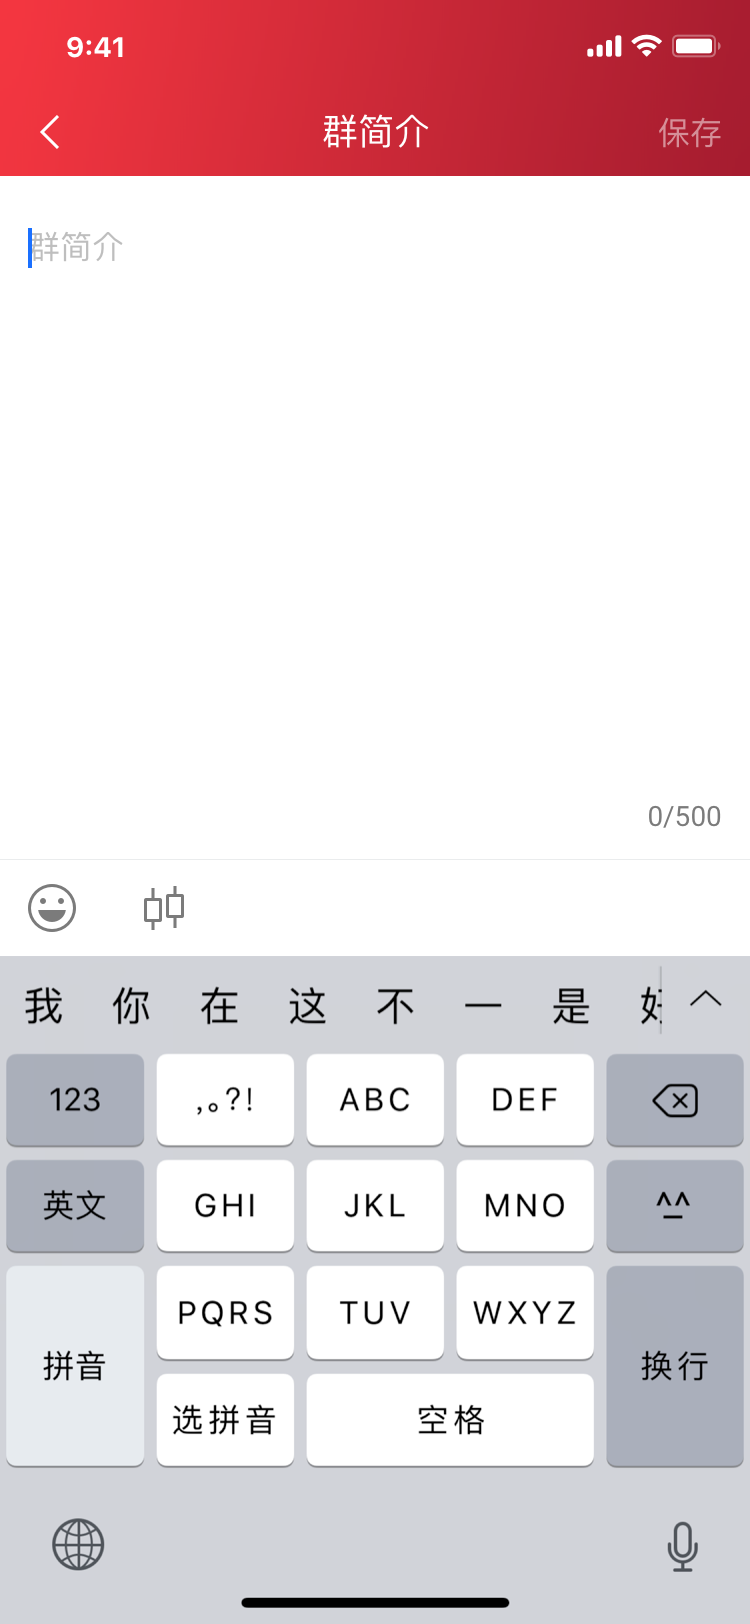 9:41
群简介
保存
群简介
0/500
我 你 在 这 不 一 是 好
123 ,。?! ABC DEF
英文 GHI JKL MNO ^^
拼音 PQRS TUV WXYZ 换行
选拼音 空格